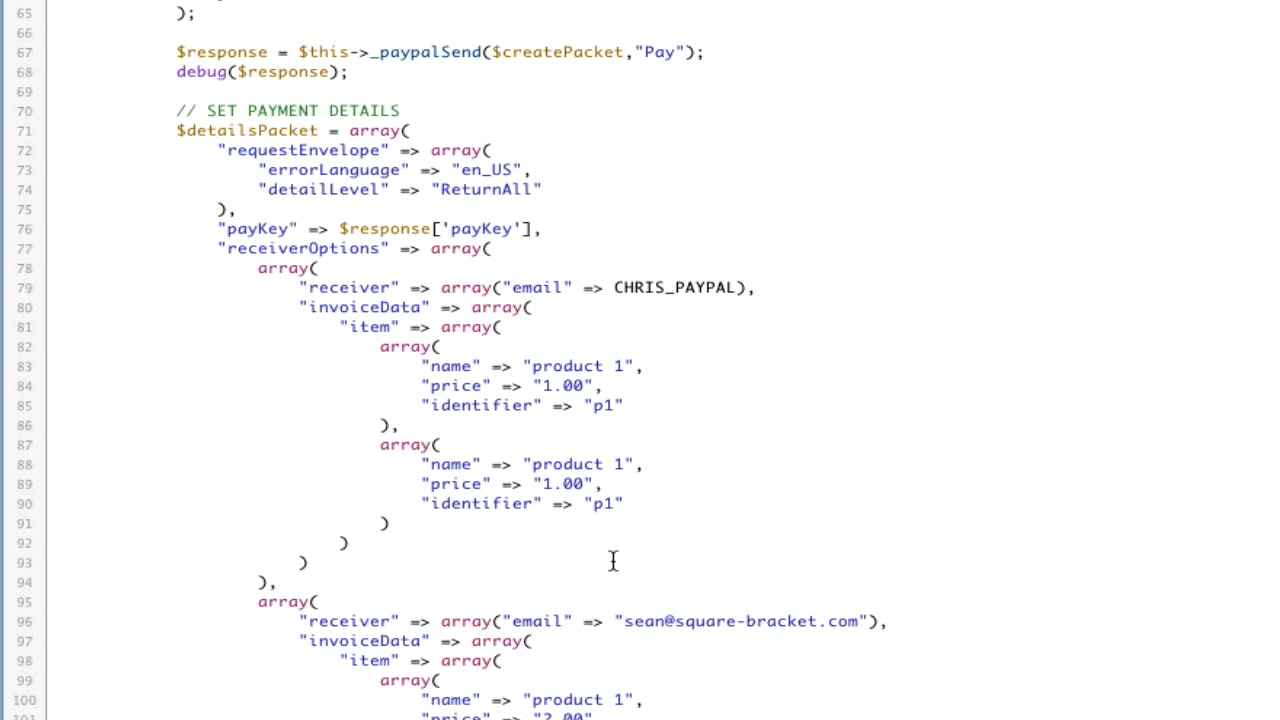 65 );
66
67 $response = $this->_paypalSend($createPacket,"Pay");
68 debug($response);
69
70 // SET PAYMENT DETAILS
71 $detailsPacket = array(
72 "requestEnvelope" => array(
73 "errorLanguage" => "en_US",
74 "detailLevel" => "ReturnAll"
75 ),
76 "payKey" => $response['payKey'],
77 "receiverOptions" => array(
78 array(
79 "receiver" => array("email" => CHRIS_PAYPAL),
80 "invoiceData" => array(
81 "item" => array(
82 array(
83 "name" => "product 1",
84 "price" => "1.00",
85 "identifier" => "p1"
86 ),
87 array(
88 "name" => "product 1",
89 "price" => "1.00",
90 "identifier" => "p1"
91 )
92 )
93 )
94 ),
95 array(
96 "receiver" => array("email" => "sean@square-bracket.com"),
97 "invoiceData" => array(
98 "item" => array(
99 array(
100 "name" => "product 1",
101 "price" => "2.00",